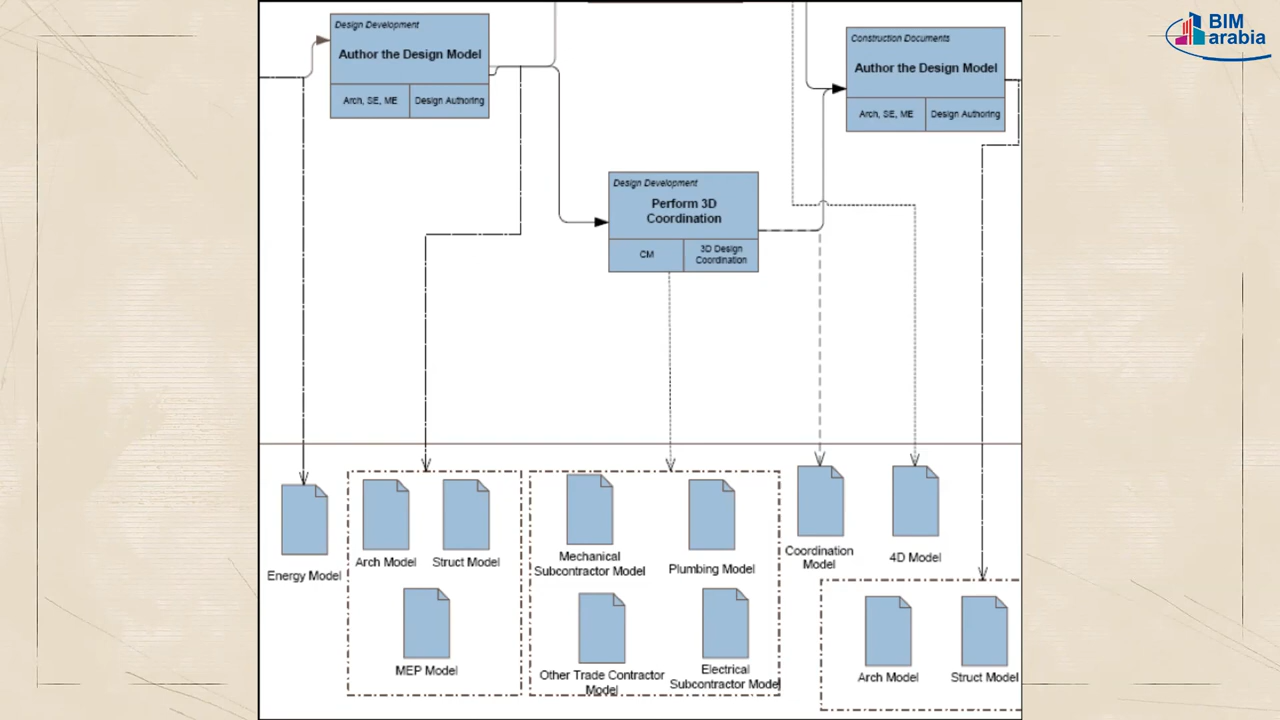 BIM
arabia
Design Development
Author the Design Model
Arch, SE, ME
Design Authoring
Construction Documents
Author the Design Model
Arch, SE, ME
Design Authoring
Design Development
Perform 3D
Coordination
CM
3D Design
Coordination
Energy Model
Arch Model
Struct Model
MEP Model
Mechanical
Subcontractor Model
Plumbing Model
Other Trade Contractor
Model
Electrical
Subcontractor Model
Coordination
Model
4D Model
Arch Model
Struct Model